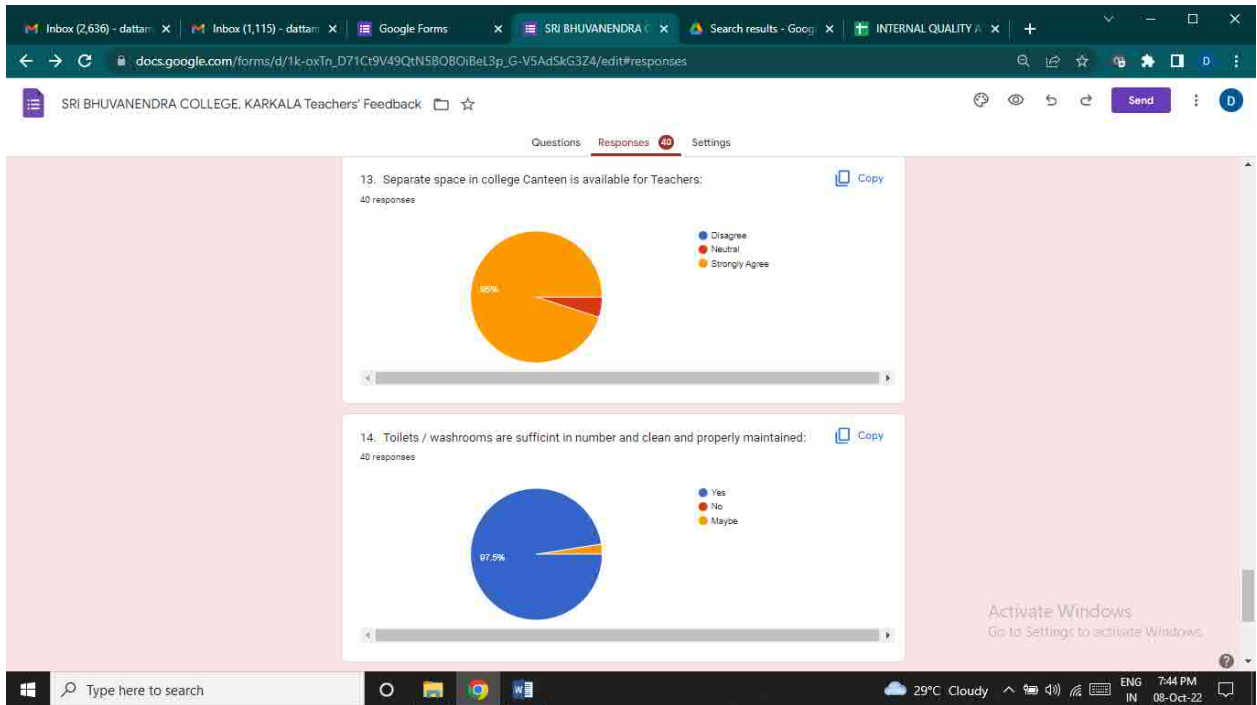 Inbox (2,636) - dattam
Inbox (1,115) - dattam
Google Forms
SRI BHUVANENDRA C
Search results - Goog
INTERNAL QUALITY A
docs.google.com/forms/d/1k-oxTn_D71Ct9V49QtN5BOBOiBeL3p_G-V5AdSkG3Z4/edit#responses
D
SRI BHUVANENDRA COLLEGE, KARKALA Teachers' Feedback
Send
D
Questions Responses 40 Settings
13. Separate space in college Canteen is available for Teachers:
Copy
40 responses
Disagree
Neutral
Strongly Agree
95%
14. Toilets / washrooms are sufficint in number and clean and properly maintained:
Copy
40 responses
Yes
No
Maybe
97.5%
Activate Windows
Go to Settings to activate Windows.
Type here to search
29°C Cloudy
ENG
IN
7:44 PM
08-Oct-22